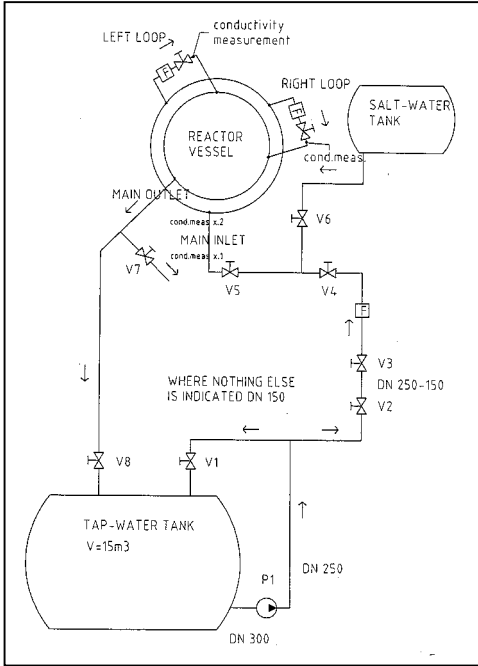 LEFT LOOP
conductivity
measurement
F
RIGHT LOOP
F
SALT-WATER
TANK
REACTOR
VESSEL
cond.meas.
MAIN OUTLET
cond.meas x.2
V6
MAIN INLET
cond.meas x.1
V7
V5
V4
F
V3
WHERE NOTHING ELSE
IS INDICATED DN 150
DN 250-150
V2
V8
V1
TAP-WATER TANK
V=15m3
P1
DN 250
DN 300